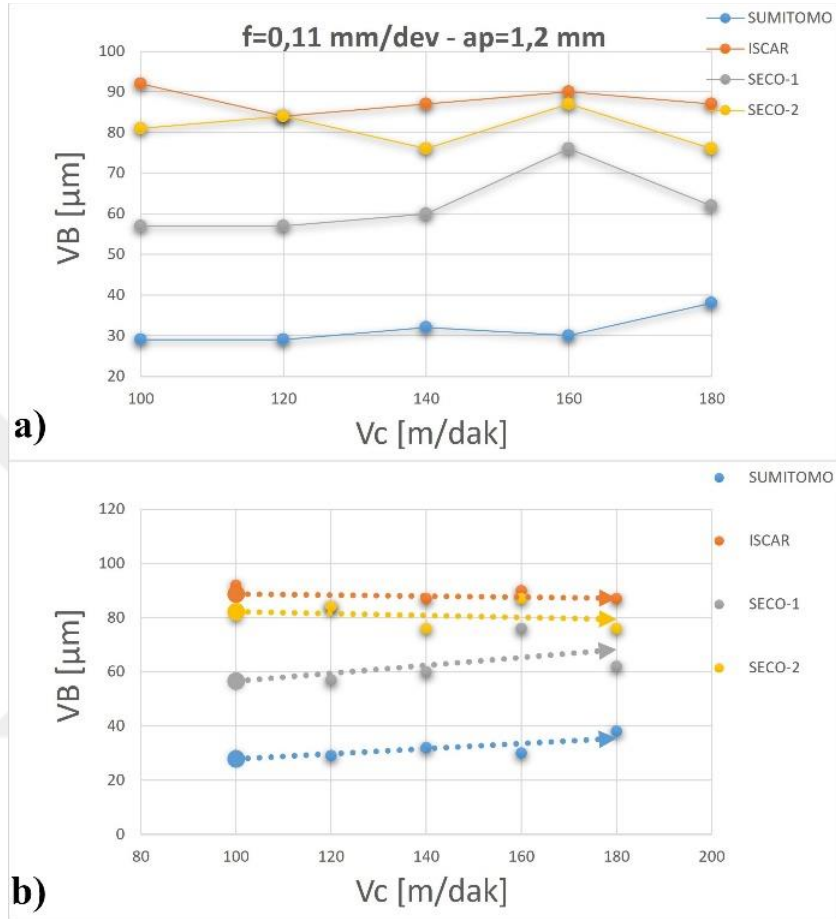 f=0,11 mm/dev - ap=1,2 mm
SUMITOMO
ISCAR
SECO-1
SECO-2
VB [µm]
100
90
80
70
60
50
40
30
20
100 120 140 160 180
Vc [m/dak]
a)
SUMITOMO
ISCAR
SECO-1
SECO-2
VB [µm]
120
100
80
60
40
20
0
80 100 120 140 160 180 200
Vc [m/dak]
b)